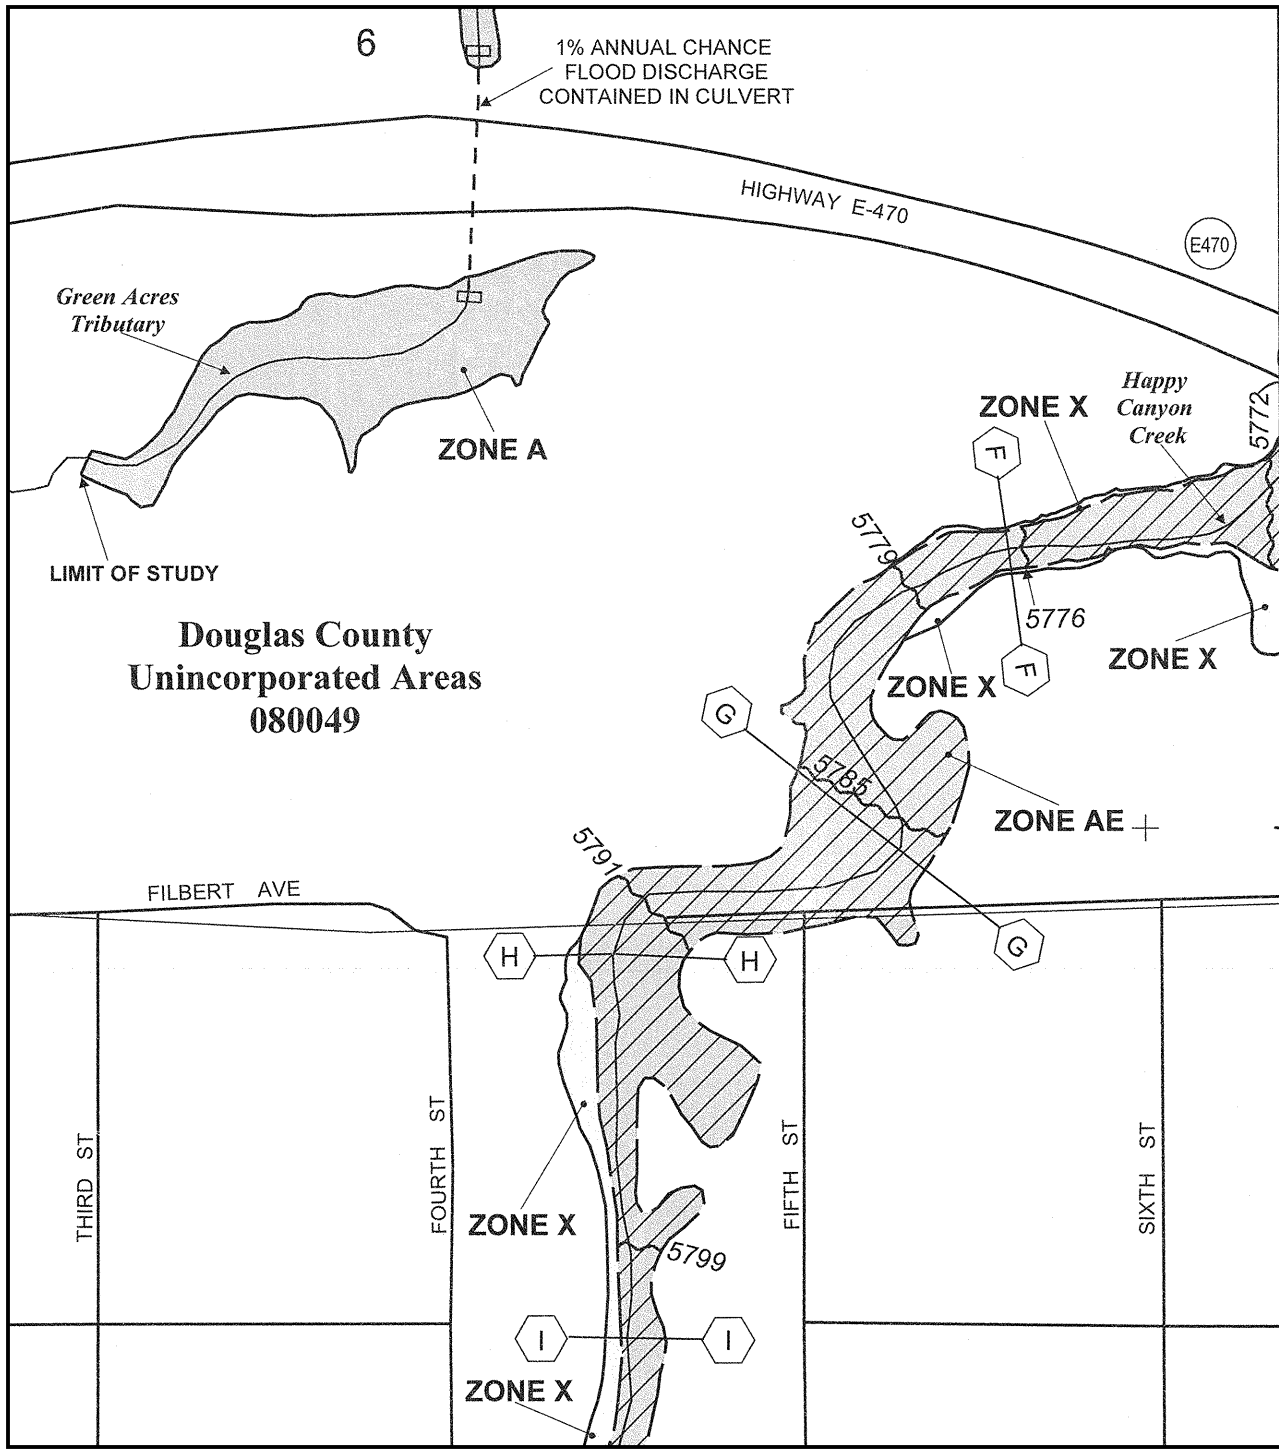 6
1% ANNUAL CHANCE
FLOOD DISCHARGE
CONTAINED IN CULVERT
HIGHWAY E-470
E470
Green Acres
Tributary
ZONE A
LIMIT OF STUDY
Happy
Canyon
Creek
5772
ZONE X
F
5779
5776
ZONE X
ZONE X
F
Douglas County
Unincorporated Areas
080049
G
5785
ZONE AE
5791
FILBERT AVE
H
H
G
THIRD ST
FOURTH ST
FIFTH ST
SIXTH ST
ZONE X
5799
I
I
ZONE X